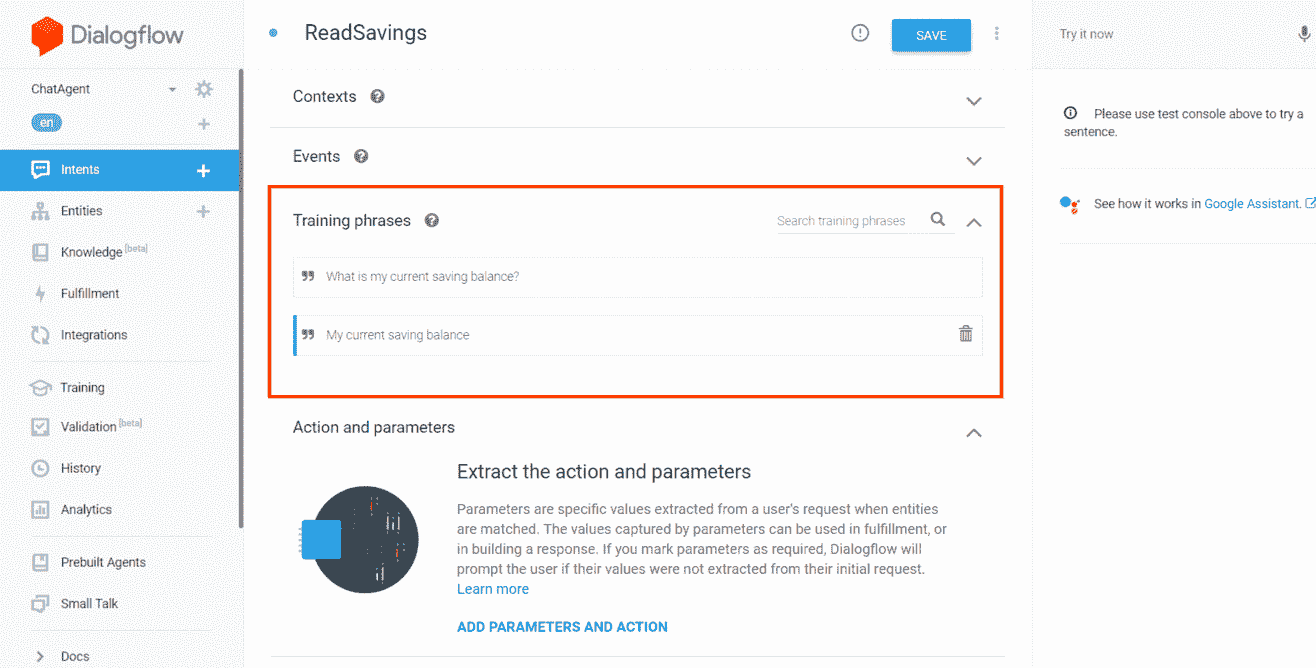 Dialogflow
ChatAgent
en
Intents
Entities
Knowledge [beta]
Fulfillment
Integrations
Training
Validation [beta]
History
Analytics
Prebuilt Agents
Small Talk
Docs
ReadSavings
SAVE
Contexts
Events
Training phrases
Search training phrases
What is my current saving balance?
My current saving balance
Action and parameters
Extract the action and parameters
Parameters are specific values extracted from a user's request when entities
are matched. The values captured by parameters can be used in fulfillment, or
in building a response. If you mark parameters as required, Dialogflow will
prompt the user if their values were not extracted from their initial request.
Learn more
ADD PARAMETERS AND ACTION
Try it now
Please use test console above to try a
sentence.
See how it works in Google Assistant.